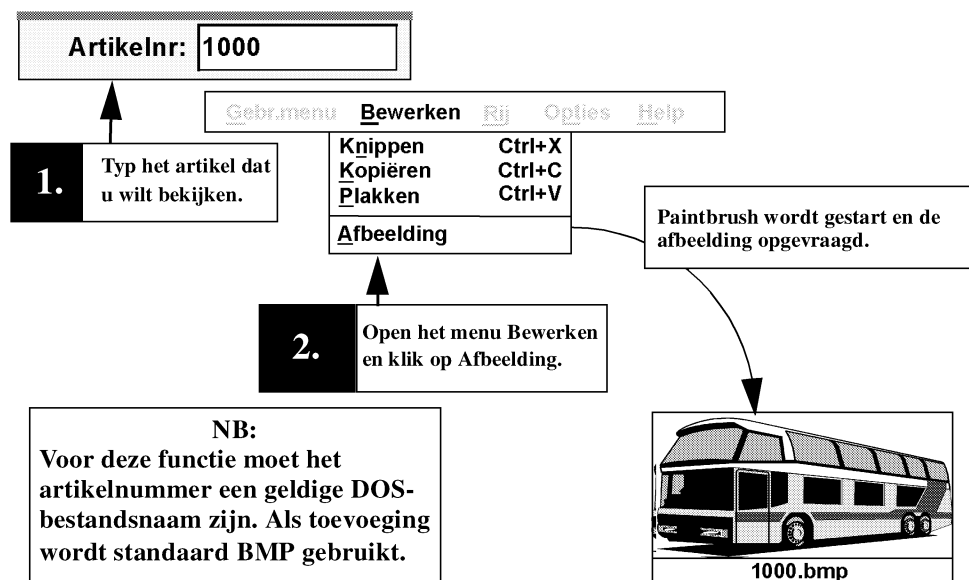 Artikelnr: 1000
Gebr.menu Bewerken Rij Opties Help
1. Typ het artikel dat
u wilt bekijken.
Knippen Ctrl+X
Kopiëren Ctrl+C
Plakken Ctrl+V
Afbeelding
Paintbrush wordt gestart en de
afbeelding opgevraagd.
2. Open het menu Bewerken
en klik op Afbeelding.
NB:
Voor deze functie moet het
artikelnummer een geldige DOS-
bestandsnaam zijn. Als toevoeging
wordt standaard BMP gebruikt.
1000.bmp